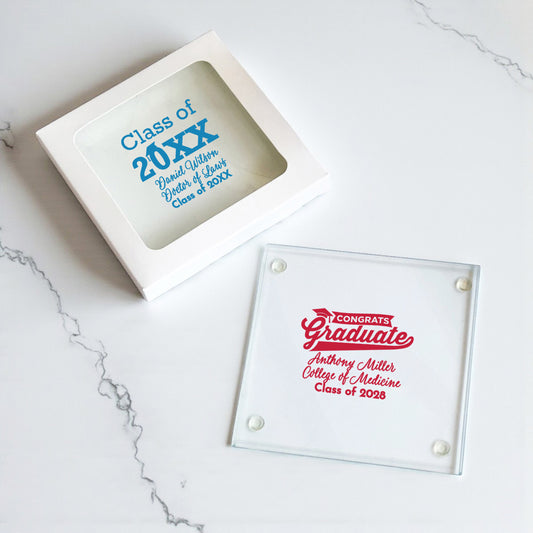 Class of
20XX
Daniel Wilson
Doctor of Laws
Class of 20XX
CONGRATS
Graduate
Anthony Miller
College of Medicine
Class of 2028